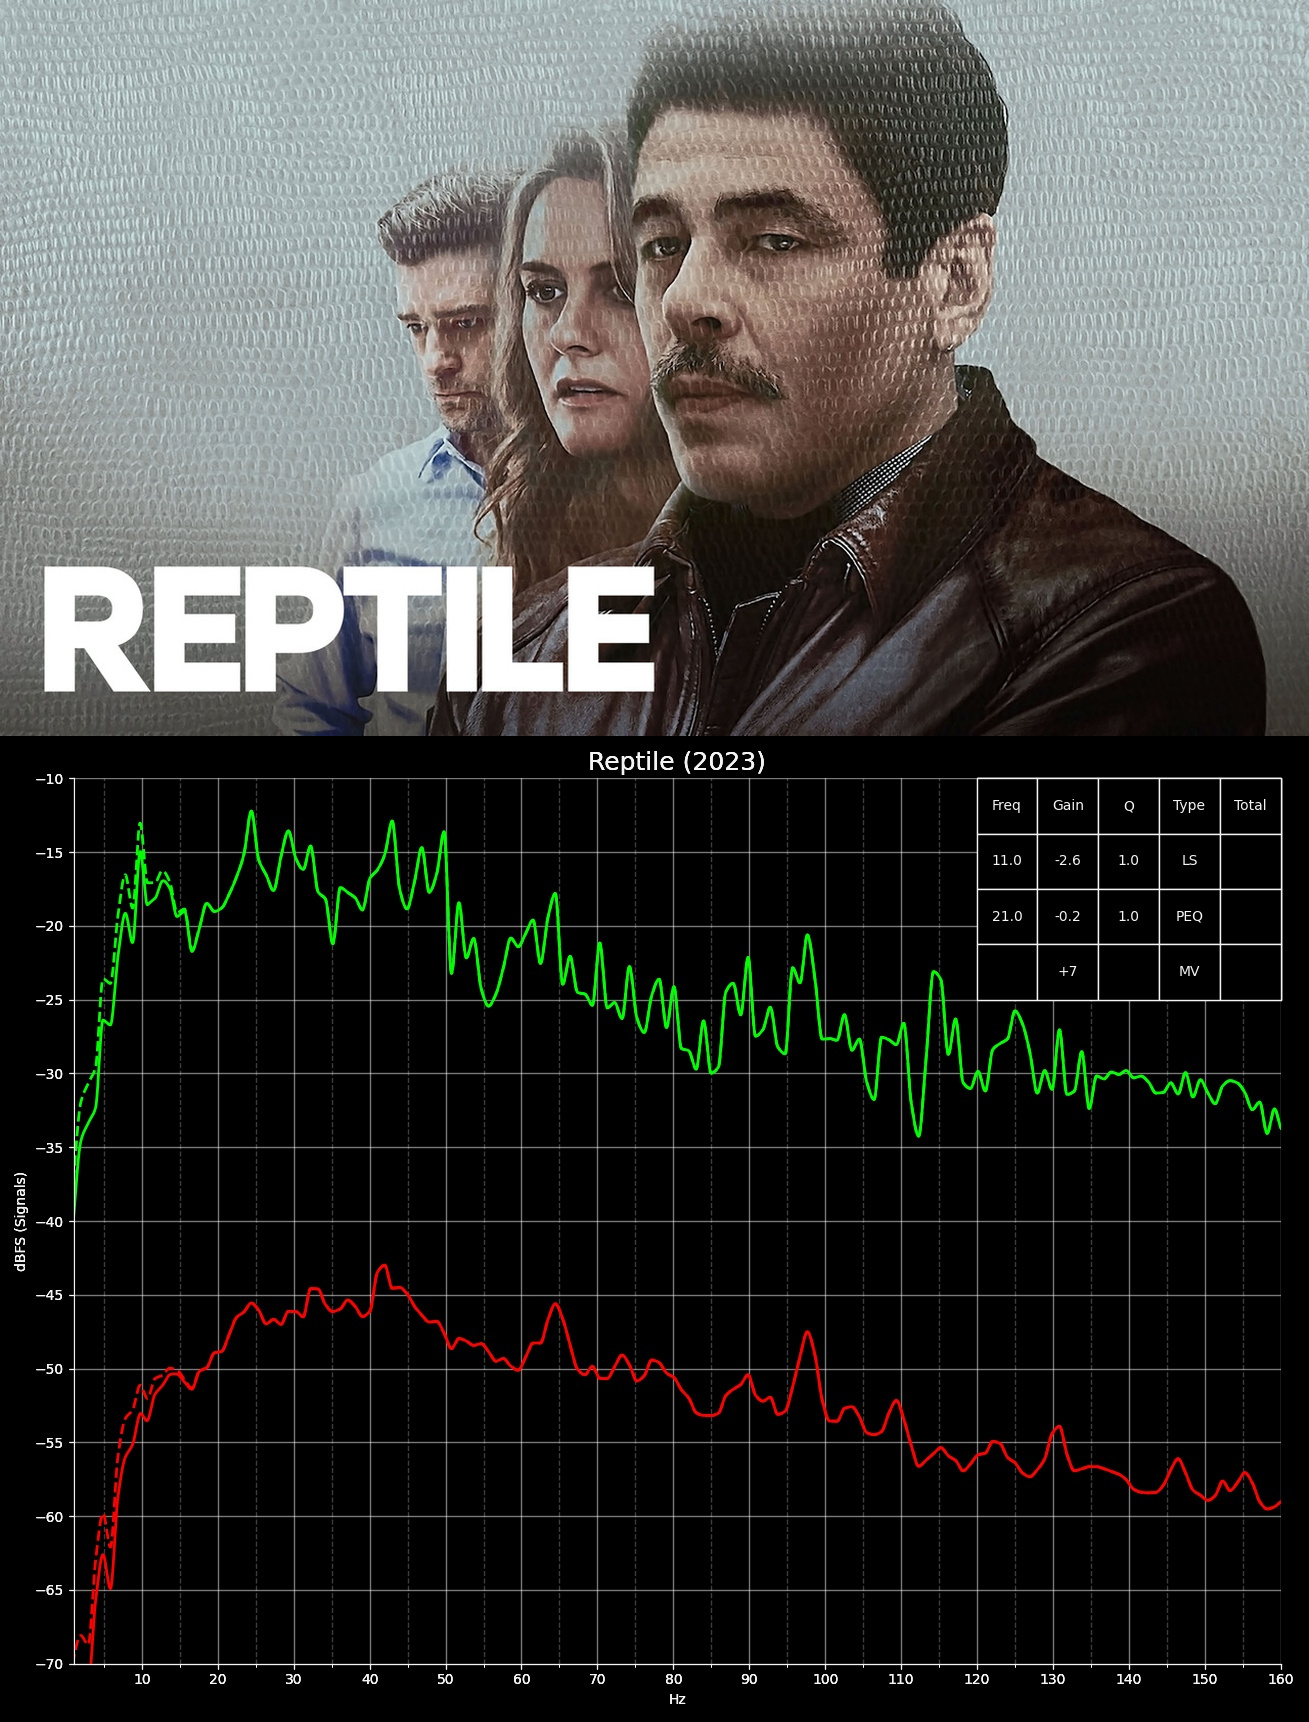 REPTILE
Reptile (2023)
Freq Gain Q Type Total
11.0 -2.6 1.0 LS
21.0 -0.2 1.0 PEQ
+7 MV
−10
−15
−20
−25
−30
−35
−40
−45
−50
−55
−60
−65
−70
dBFS (Signals)
10 20 30 40 50 60 70 80 90 100 110 120 130 140 150 160
Hz